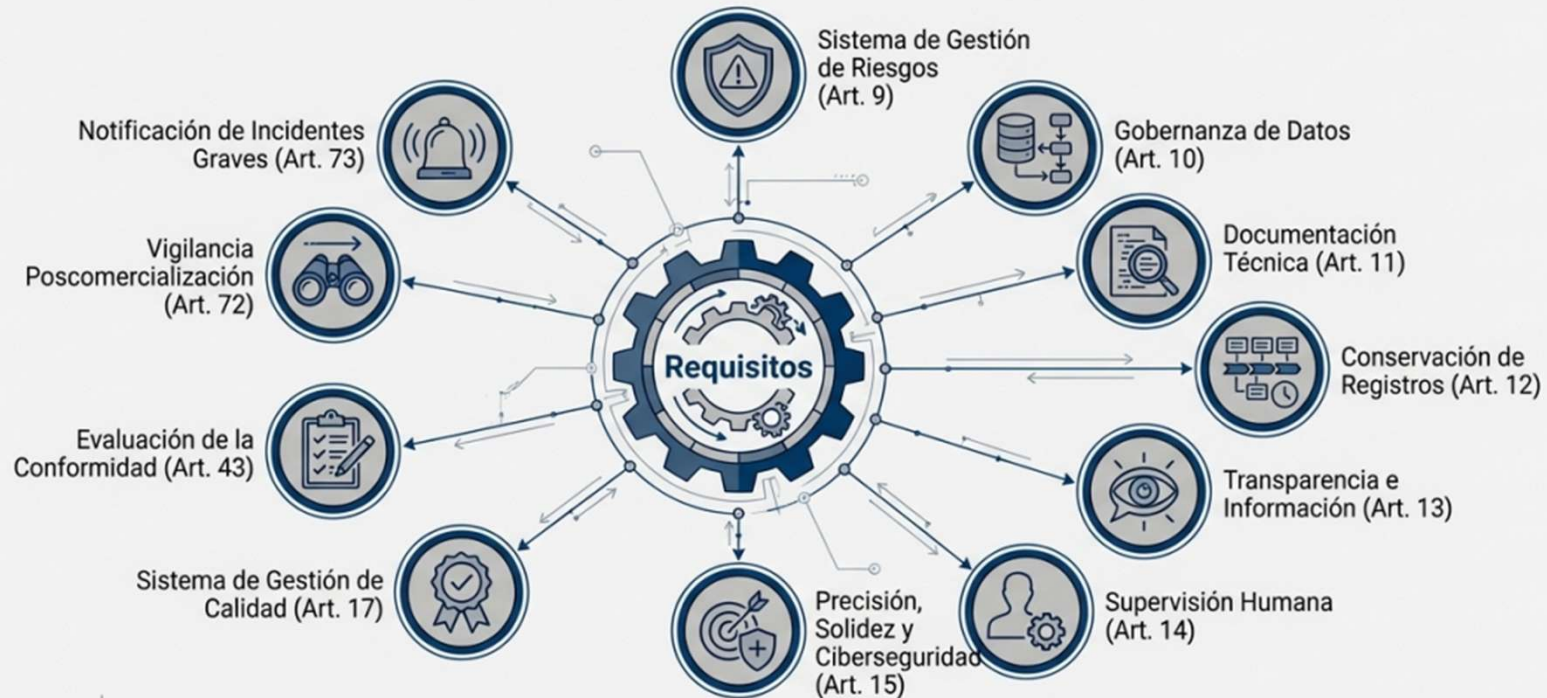 Sistema de Gestión
de Riesgos
(Art. 9)
Gobernanza de Datos
(Art. 10)
Documentación
Técnica (Art. 11)
Conservación de
Registros (Art. 12)
Transparencia e
Información (Art. 13)
Supervisión Humana
(Art. 14)
Precisión,
Solidez y
Ciberseguridad
(Art. 15)
Sistema de Gestión de
Calidad (Art. 17)
Evaluación de la
Conformidad (Art. 43)
Vigilancia
Poscomercialización
(Art. 72)
Notificación de Incidentes
Graves (Art. 73)
Requisitos